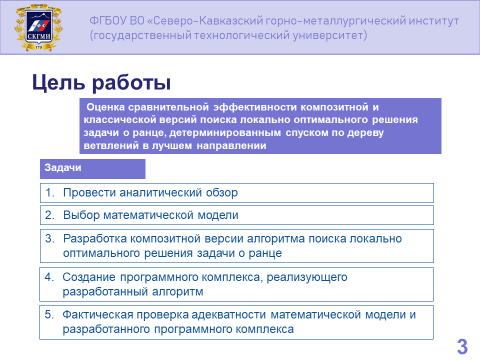 ФГБОУ ВО «Северо-Кавказский горно-металлургический институт
(государственный технологический университет)
СКГМИ
Цель работы
Оценка сравнительной эффективности композитной и
классической версий поиска локально оптимального решения
задачи о ранце, детерминированным спуском по дереву
ветвлений в лучшем направлении
Задачи
1. Провести аналитический обзор
2. Выбор математической модели
3. Разработка композитной версии алгоритма поиска локально
оптимального решения задачи о ранце
4. Создание программного комплекса, реализующего
разработанный алгоритм
5. Фактическая проверка адекватности математической модели и
разработанного программного комплекса
3